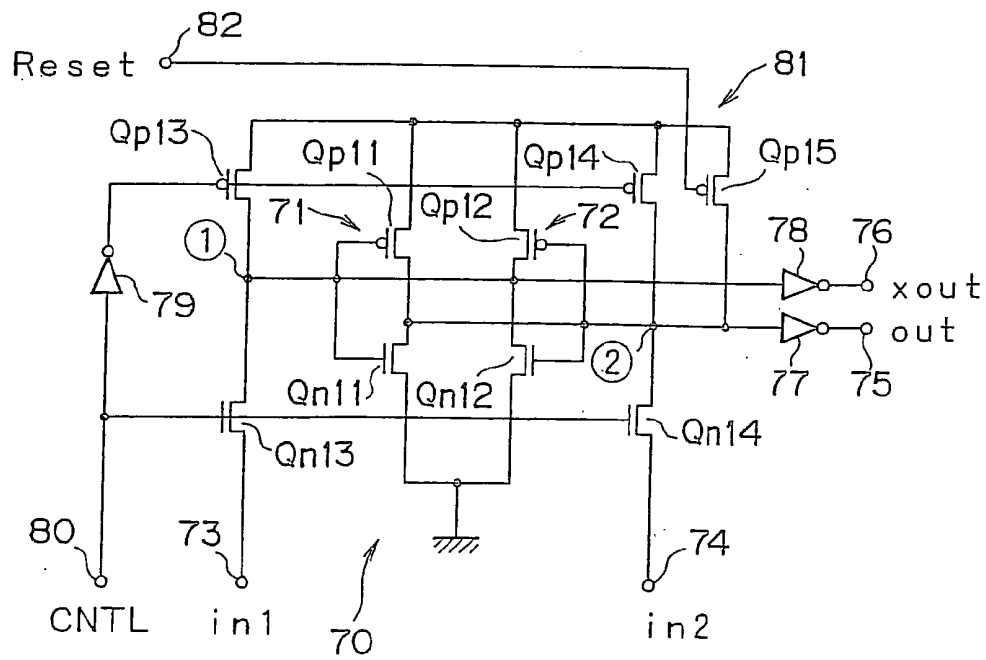 82
Reset
81
Qp13
Qp11
Qp14
Qp15
71
Qp12
72
78
76
①
79
xout
out
②
Qn11
Qn12
77
75
Qn13
Qn14
80
73
74
CNTL
in1
70
in2